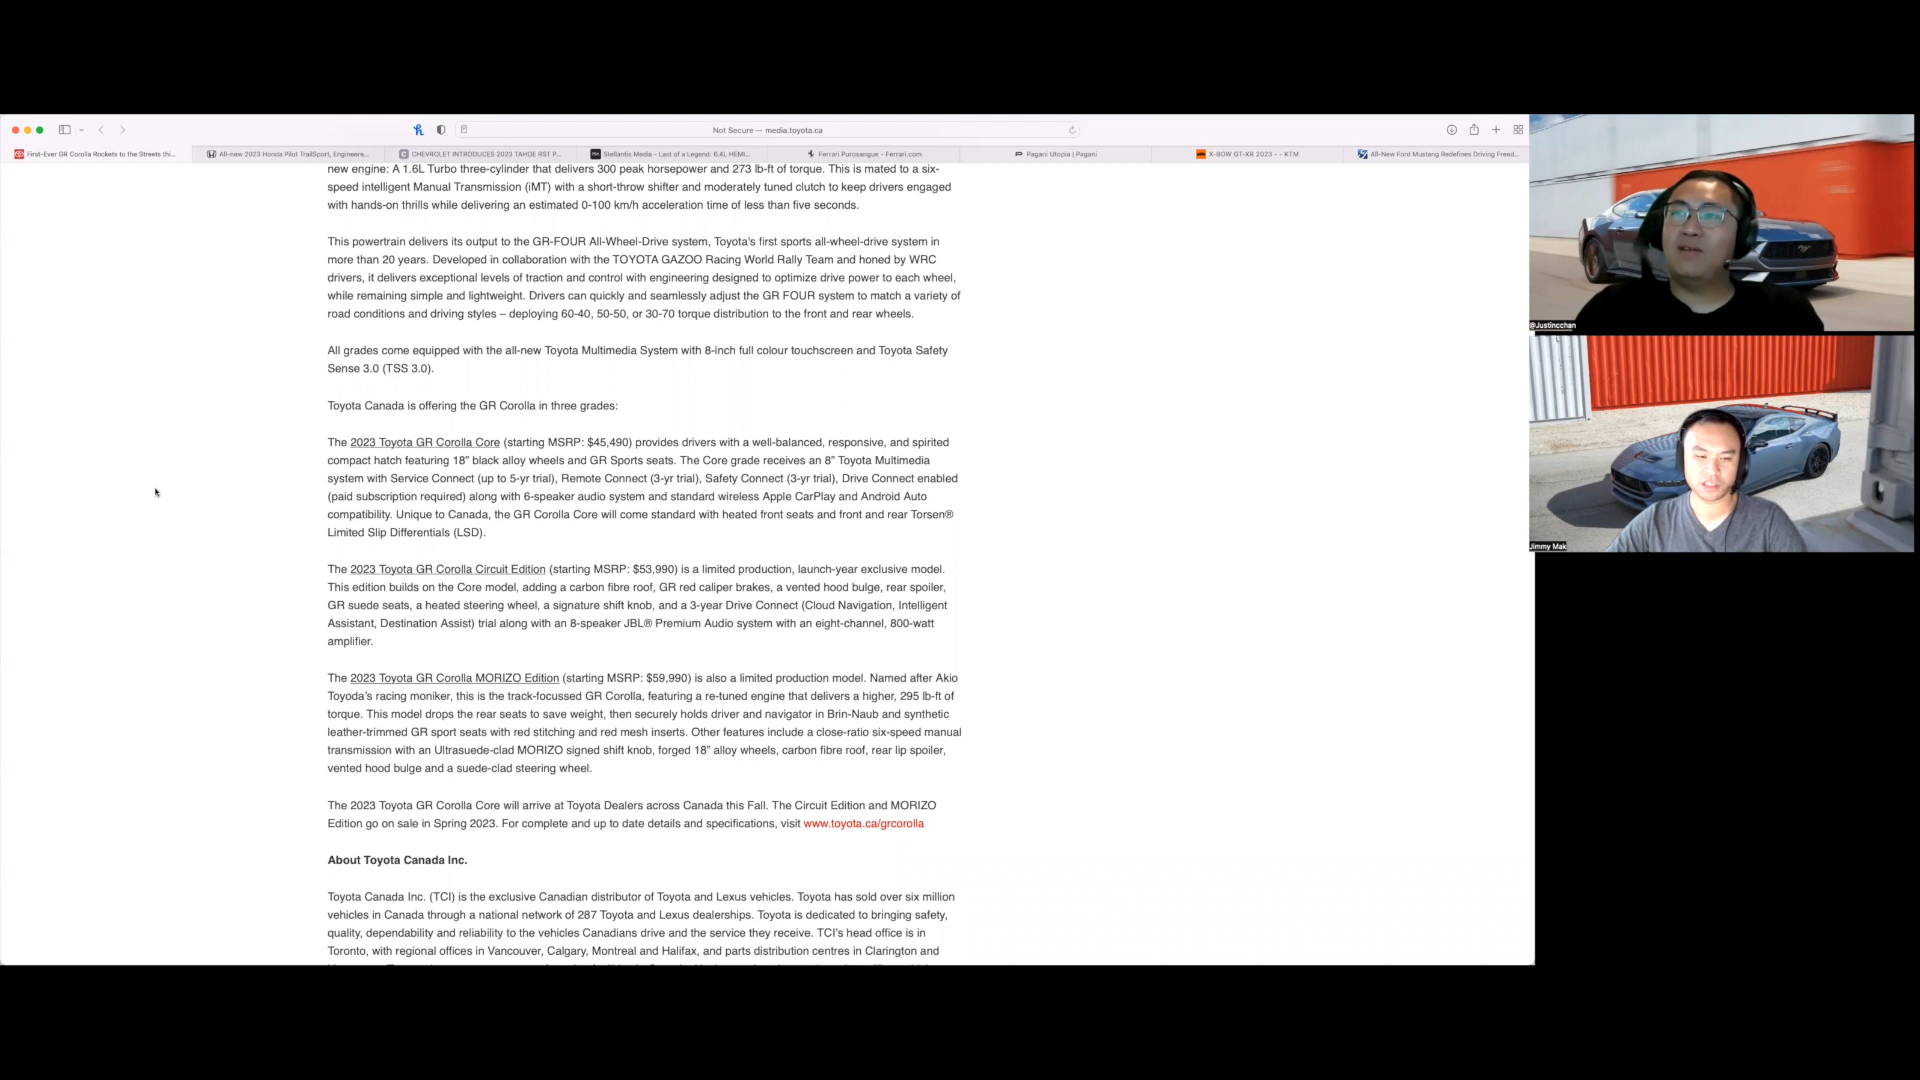 Not Secure — media.toyota.ca
First-Ever GR Corolla Rockets to the Streets thi...
All-new 2023 Honda Pilot TrailSport, Engineere...
CHEVROLET INTRODUCES 2023 TAHOE RST P...
Stellantis Media - Last of a Legend: 6.4L HEMI...
Ferrari Purosangue - Ferrari.com
Pagani Utopia | Pagani
X-BOW GT-XR 2023 - - KTM
All-New Ford Mustang Redefines Driving Freed...
new engine: A 1.6L Turbo three-cylinder that delivers 300 peak horsepower and 273 lb-ft of torque. This is mated to a six-
speed intelligent Manual Transmission (iMT) with a short-throw shifter and moderately tuned clutch to keep drivers engaged
with hands-on thrills while delivering an estimated 0-100 km/h acceleration time of less than five seconds.
This powertrain delivers its output to the GR-FOUR All-Wheel-Drive system, Toyota's first sports all-wheel-drive system in
more than 20 years. Developed in collaboration with the TOYOTA GAZOO Racing World Rally Team and honed by WRC
drivers, it delivers exceptional levels of traction and control with engineering designed to optimize drive power to each wheel,
while remaining simple and lightweight. Drivers can quickly and seamlessly adjust the GR FOUR system to match a variety of
road conditions and driving styles – deploying 60-40, 50-50, or 30-70 torque distribution to the front and rear wheels.
All grades come equipped with the all-new Toyota Multimedia System with 8-inch full colour touchscreen and Toyota Safety
Sense 3.0 (TSS 3.0).
Toyota Canada is offering the GR Corolla in three grades:
The 2023 Toyota GR Corolla Core (starting MSRP: $45,490) provides drivers with a well-balanced, responsive, and spirited
compact hatch featuring 18” black alloy wheels and GR Sports seats. The Core grade receives an 8” Toyota Multimedia
system with Service Connect (up to 5-yr trial), Remote Connect (3-yr trial), Safety Connect (3-yr trial), Drive Connect enabled
(paid subscription required) along with 6-speaker audio system and standard wireless Apple CarPlay and Android Auto
compatibility. Unique to Canada, the GR Corolla Core will come standard with heated front seats and front and rear Torsen®
Limited Slip Differentials (LSD).
The 2023 Toyota GR Corolla Circuit Edition (starting MSRP: $53,990) is a limited production, launch-year exclusive model.
This edition builds on the Core model, adding a carbon fibre roof, GR red caliper brakes, a vented hood bulge, rear spoiler,
GR suede seats, a heated steering wheel, a signature shift knob, and a 3-year Drive Connect (Cloud Navigation, Intelligent
Assistant, Destination Assist) trial along with an 8-speaker JBL® Premium Audio system with an eight-channel, 800-watt
amplifier.
The 2023 Toyota GR Corolla MORIZO Edition (starting MSRP: $59,990) is also a limited production model. Named after Akio
Toyoda’s racing moniker, this is the track-focussed GR Corolla, featuring a re-tuned engine that delivers a higher, 295 lb-ft of
torque. This model drops the rear seats to save weight, then securely holds driver and navigator in Brin-Naub and synthetic
leather-trimmed GR sport seats with red stitching and red mesh inserts. Other features include a close-ratio six-speed manual
transmission with an Ultrasuede-clad MORIZO signed shift knob, forged 18” alloy wheels, carbon fibre roof, rear lip spoiler,
vented hood bulge and a suede-clad steering wheel.
The 2023 Toyota GR Corolla Core will arrive at Toyota Dealers across Canada this Fall. The Circuit Edition and MORIZO
Edition go on sale in Spring 2023. For complete and up to date details and specifications, visit www.toyota.ca/grcorolla
About Toyota Canada Inc.
Toyota Canada Inc. (TCI) is the exclusive Canadian distributor of Toyota and Lexus vehicles. Toyota has sold over six million
vehicles in Canada through a national network of 287 Toyota and Lexus dealerships. Toyota is dedicated to bringing safety,
quality, dependability and reliability to the vehicles Canadians drive and the service they receive. TCI’s head office is in
Toronto, with regional offices in Vancouver, Calgary, Montreal and Halifax, and parts distribution centres in Clarington and
@Justincchan
Jimmy Mak